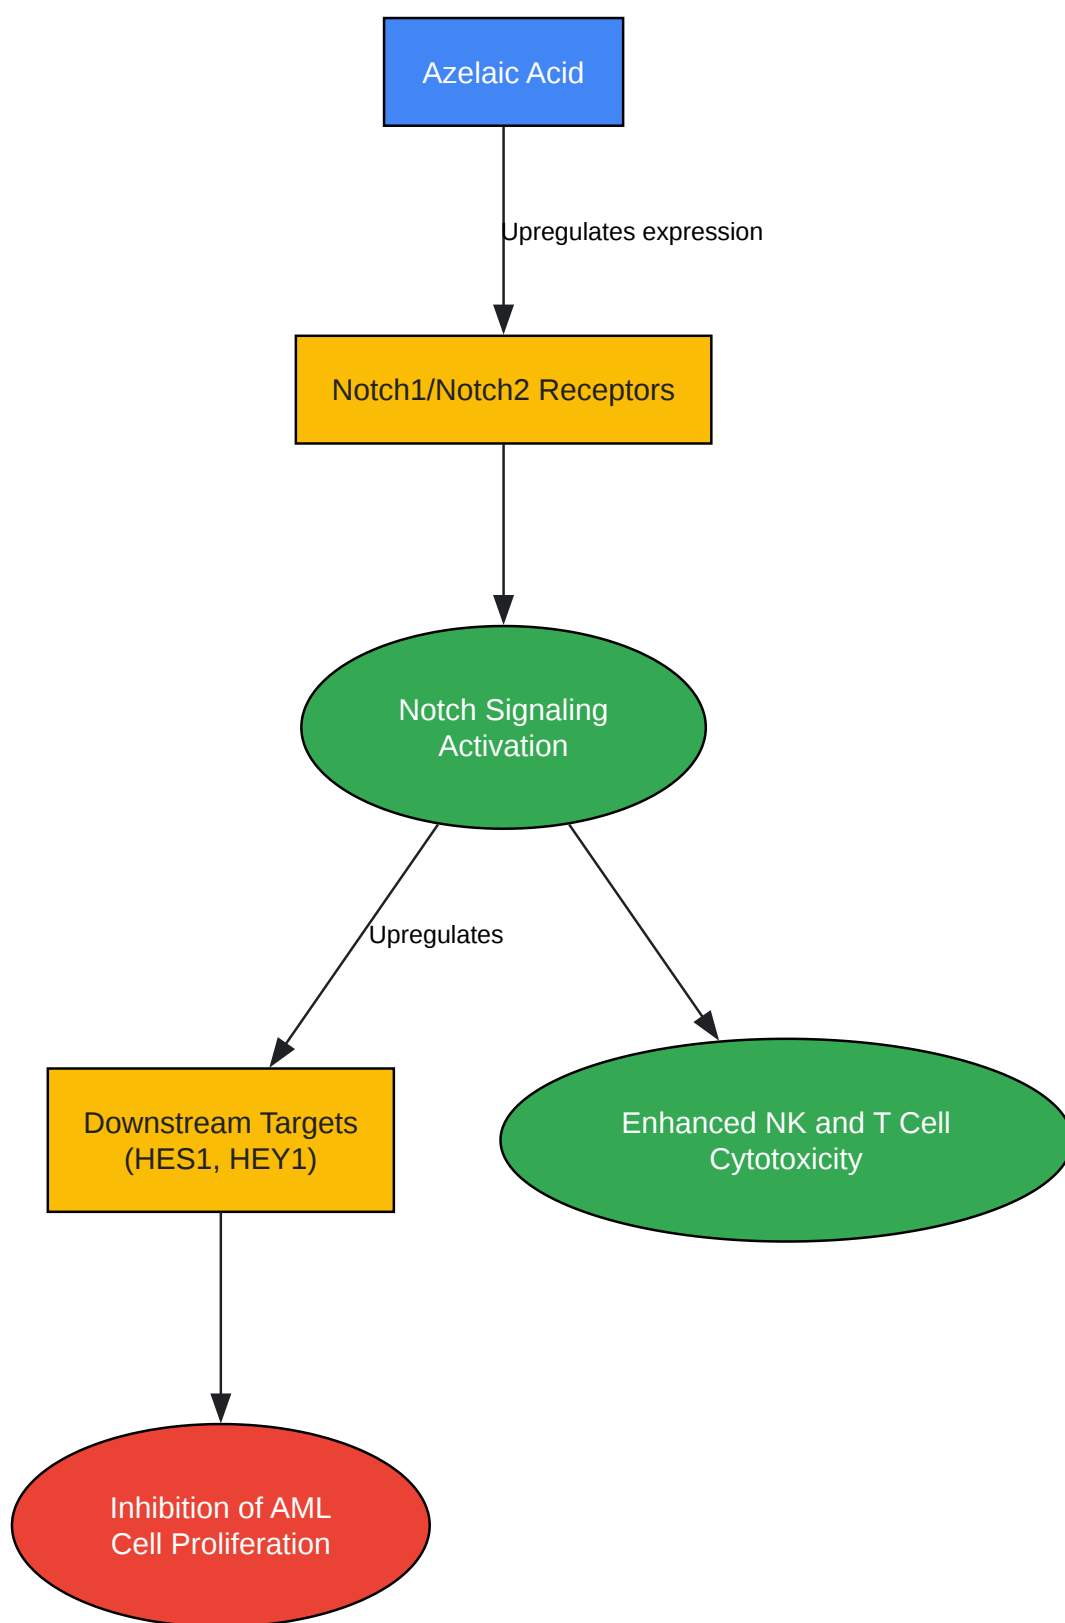 Azelaic Acid
Upregulates expression
Notch1/Notch2 Receptors
Notch Signaling
Activation
Upregulates
Downstream Targets
(HES1, HEY1)
Enhanced NK and T Cell
Cytotoxicity
Inhibition of AML
Cell Proliferation